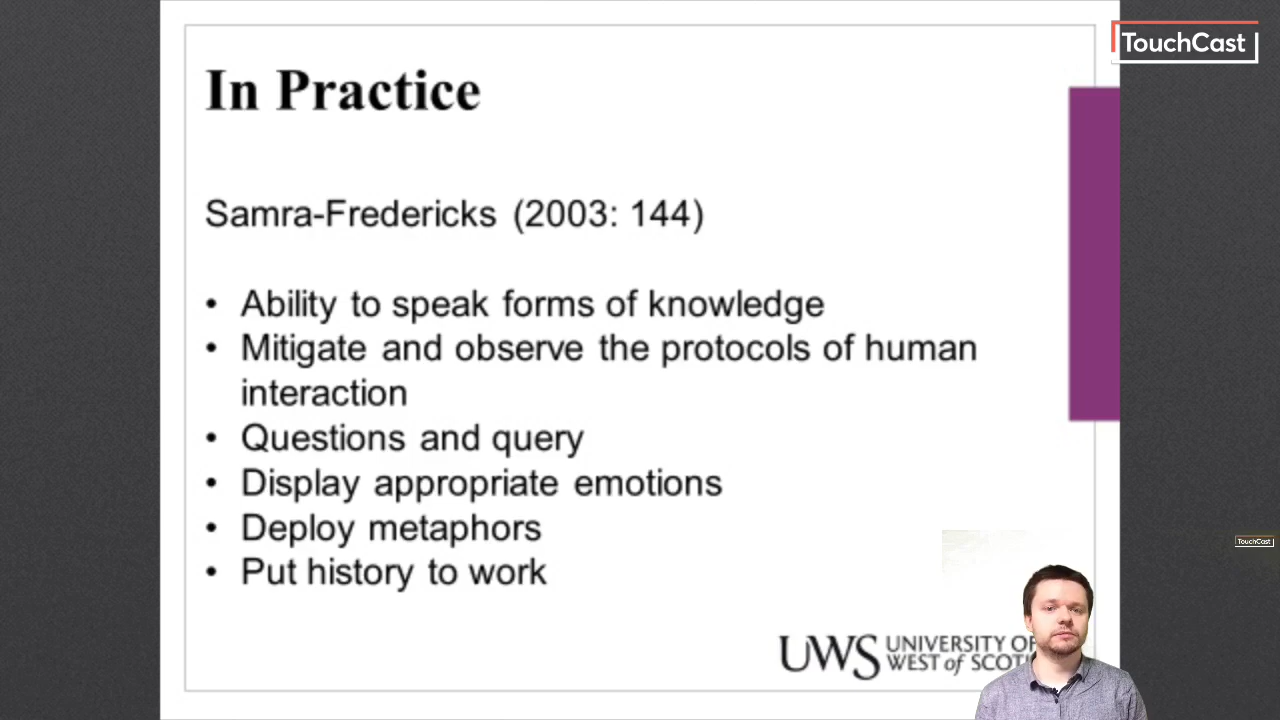 TouchCast
In Practice
Samra-Fredericks (2003: 144)
• Ability to speak forms of knowledge
• Mitigate and observe the protocols of human
interaction
• Questions and query
• Display appropriate emotions
• Deploy metaphors
• Put history to work
TouchCast
UWS UNIVERSITY OF
WEST of SCOT